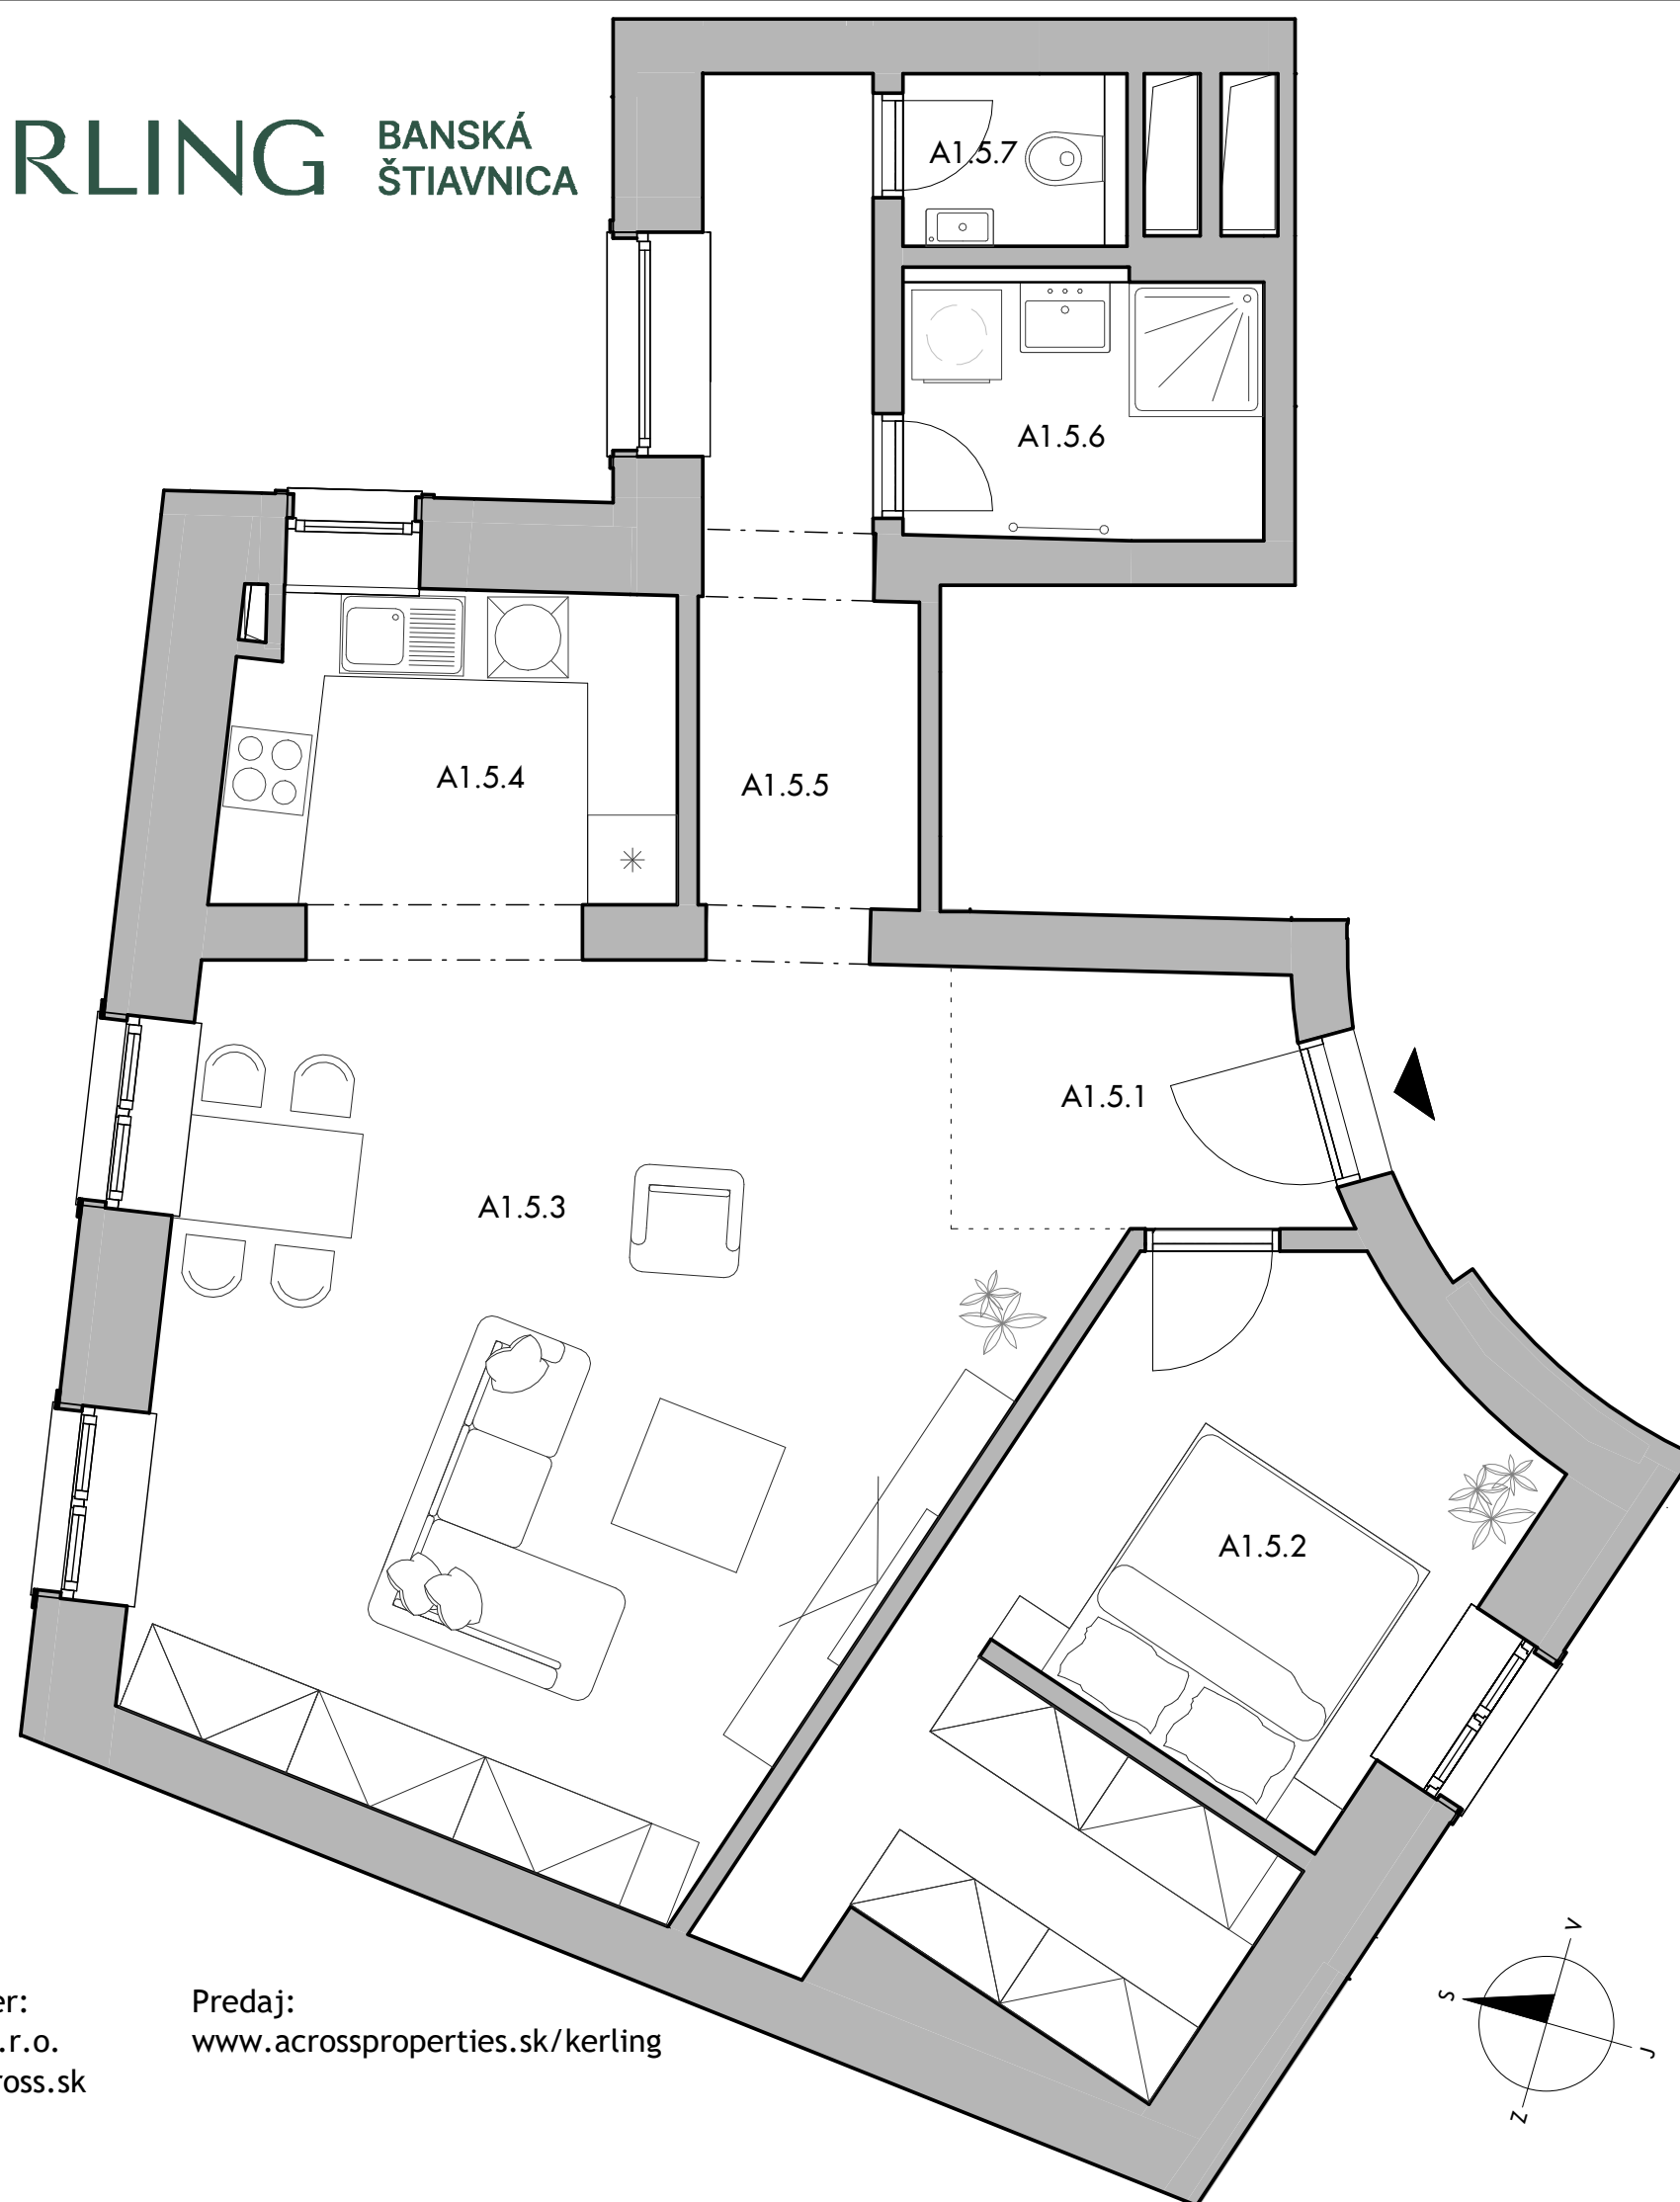 RLING
BANSKÁ
ŠTIAVNICA
A1.5.7
A1.5.6
A1.5.4
A1.5.5
A1.5.1
A1.5.3
A1.5.2
er:
.r.o.
ross.sk
Predaj:
www.acrossproperties.sk/kerling
V
S
J
Z